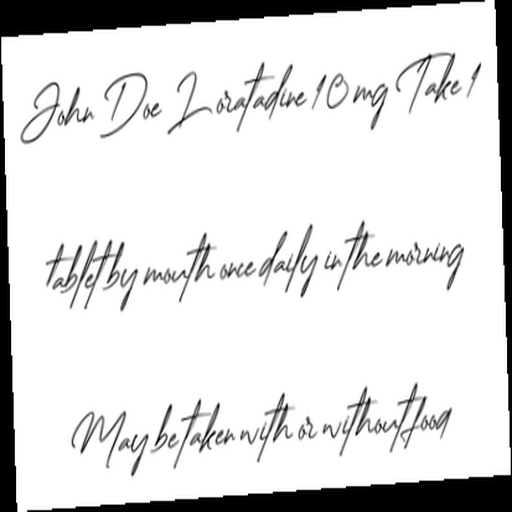 John Doe Loratadine 10 mg Take 1
tablet by mouth once daily in the morning
May be taken with or without food